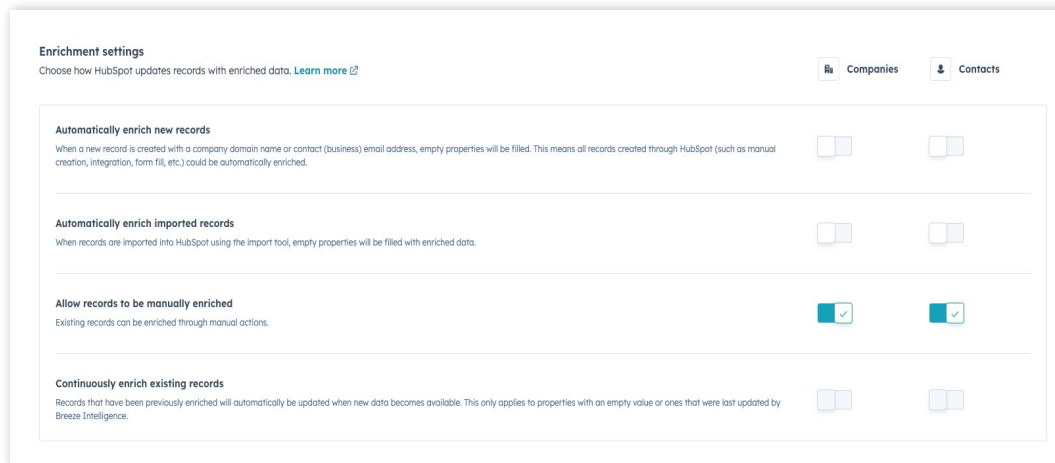 Enrichment settings
Choose how HubSpot updates records with enriched data. Learn more
Companies
Contacts
Automatically enrich new records
When a new record is created with a company domain name or contact (business) email address, empty properties will be filled. This means all records created through HubSpot (such as manual
creation, integration, form fill, etc.) could be automatically enriched.
Automatically enrich imported records
When records are imported into HubSpot using the import tool, empty properties will be filled with enriched data.
Allow records to be manually enriched
Existing records can be enriched through manual actions.
Continuously enrich existing records
Records that have been previously enriched will automatically be updated when new data becomes available. This only applies to properties with an empty value or ones that were last updated by
Breeze Intelligence.